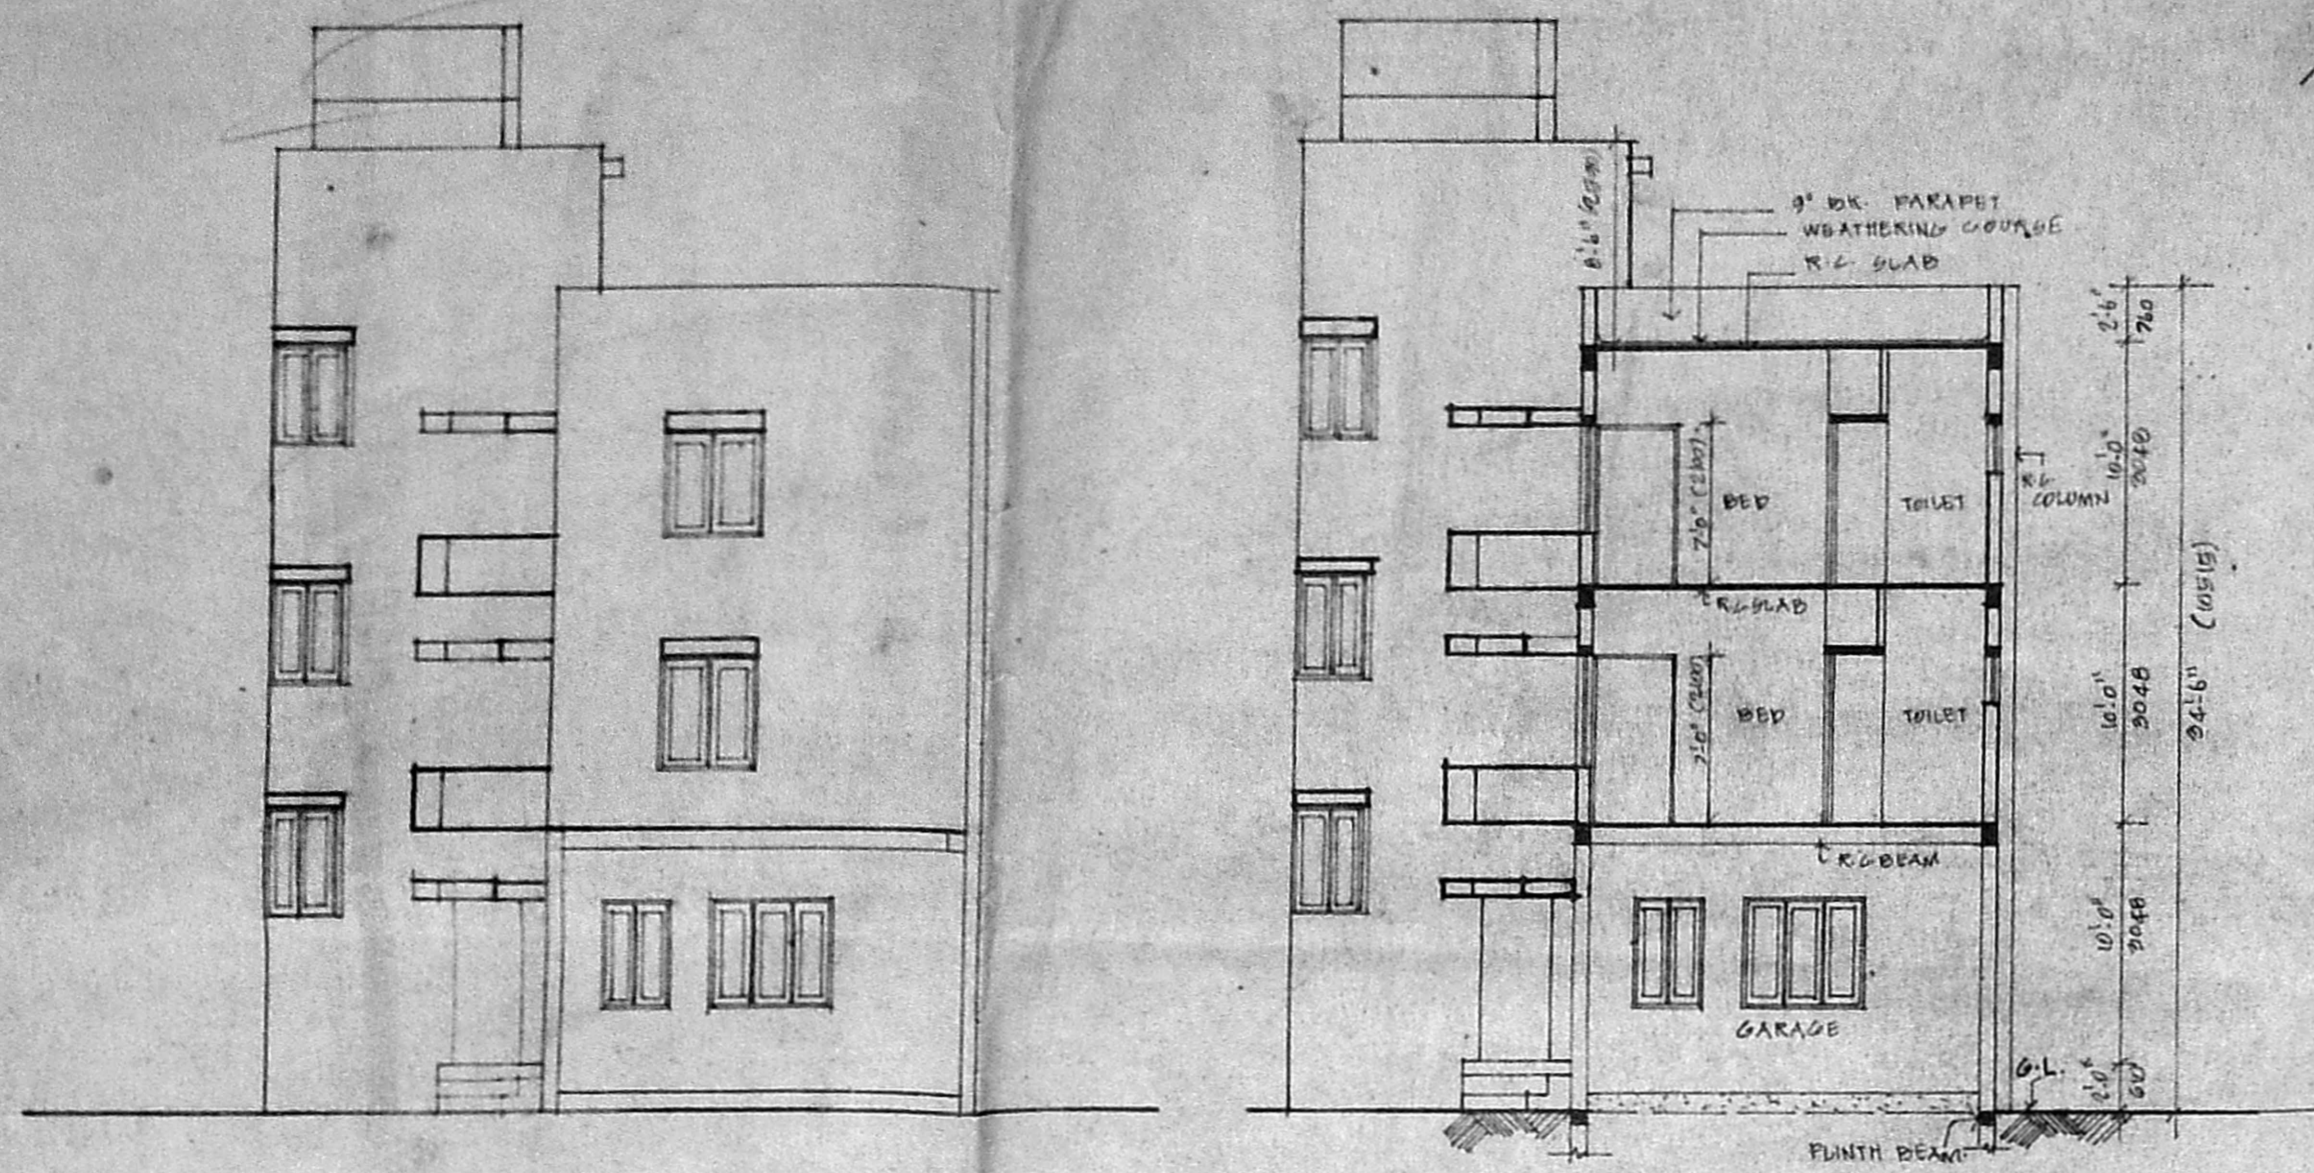 9" BK. PARAPET
WEATHERING COURSE
R.C SLAB
8'-6" (2590)
2'-6"
760
10'-0"
3048
7'-0" (2100)
BED
TOILET
R.C.
COLUMN
R.C SLAB
34'-6" (10515)
10'-0"
3048
7'-0" (2100)
BED
TOILET
R.C BEAM
10'-0"
3048
GARAGE
G.L.
2'-0"
610
PLINTH BEAM